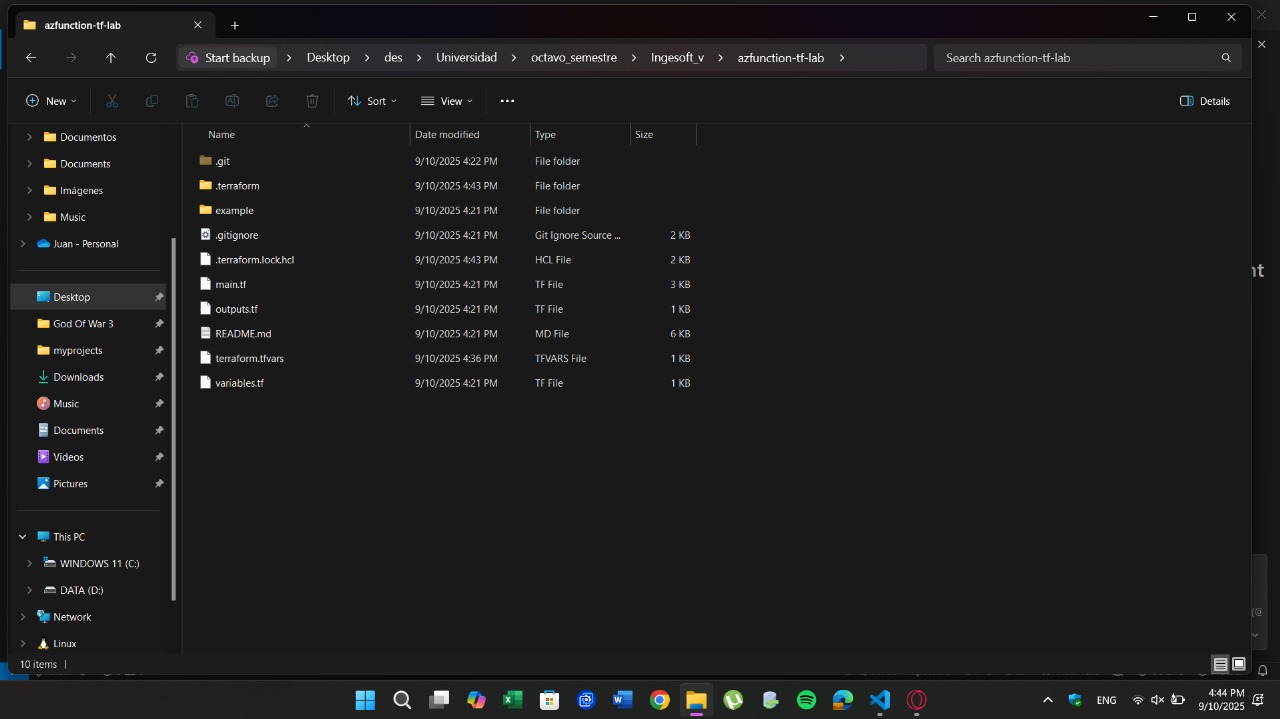 azfunction-tf-lab
Start backup > Desktop > des > Universidad > octavo_semestre > Ingesoft_v > azfunction-tf-lab >
Search azfunction-tf-lab
New
Sort
View
Details
Documentos
Documents
Imágenes
Music
Juan - Personal
Desktop
God Of War 3
myprojects
Downloads
Music
Documents
Videos
Pictures
This PC
WINDOWS 11 (C:)
DATA (D:)
Network
Linux
Name Date modified Type Size
.git 9/10/2025 4:22 PM File folder
.terraform 9/10/2025 4:43 PM File folder
example 9/10/2025 4:21 PM File folder
.gitignore 9/10/2025 4:21 PM Git Ignore Source ... 2 KB
.terraform.lock.hcl 9/10/2025 4:43 PM HCL File 2 KB
main.tf 9/10/2025 4:21 PM TF File 3 KB
outputs.tf 9/10/2025 4:21 PM TF File 1 KB
README.md 9/10/2025 4:21 PM MD File 6 KB
terraform.tfvars 9/10/2025 4:36 PM TFVARS File 1 KB
variables.tf 9/10/2025 4:21 PM TF File 1 KB
10 items
ENG
4:44 PM
9/10/2025